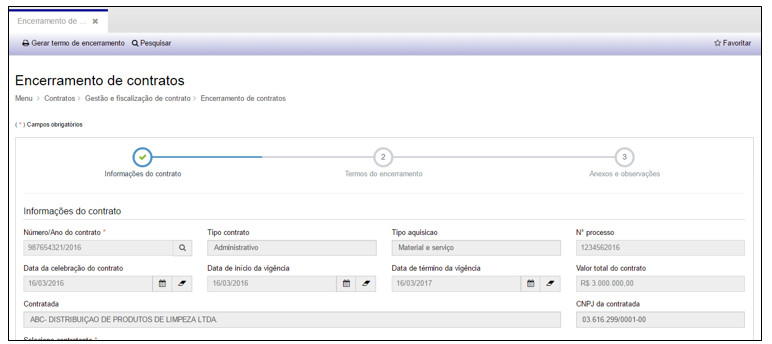 Encerramento de ... ✖
Gerar termo de encerramento Pesquisar Favoritar
Encerramento de contratos
Menu > Contratos > Gestão e fiscalização de contrato > Encerramento de contratos
( * ) Campos obrigatórios
2 3
Informações do contrato Termos do encerramento Anexos e observações
Informações do contrato
Número/Ano do contrato * Tipo contrato Tipo aquisicao N° processo
987654321/2016 Administrativo Material e serviço 1234562016
Data da celebração do contrato Data de início da vigência Data de término da vigência Valor total do contrato
16/03/2016 16/03/2016 16/03/2017 R$ 3.000.000,00
Contratada CNPJ da contratada
ABC- DISTRIBUIÇAO DE PRODUTOS DE LIMPEZA LTDA. 03.616.299/0001-00
Selecione contratante *